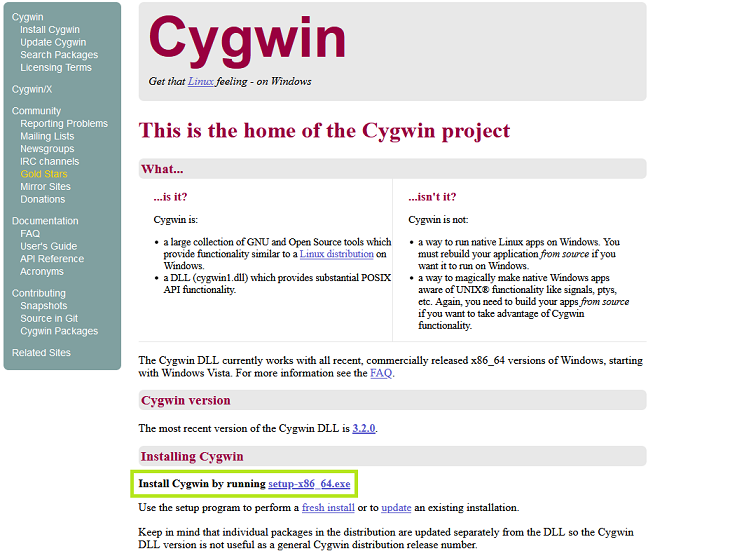 Cygwin
Install Cygwin
Update Cygwin
Search Packages
Licensing Terms
Cygwin/X
Community
Reporting Problems
Mailing Lists
Newsgroups
IRC channels
Gold Stars
Mirror Sites
Donations
Documentation
FAQ
User's Guide
API Reference
Acronyms
Contributing
Snapshots
Source in Git
Cygwin Packages
Related Sites
Cygwin
Get that Linux feeling - on Windows
This is the home of the Cygwin project
What...
...is it?
Cygwin is:
• a large collection of GNU and Open Source tools which
provide functionality similar to a Linux distribution on
Windows.
• a DLL (cygwin1.dll) which provides substantial POSIX
API functionality.
...isn't it?
Cygwin is not:
• a way to run native Linux apps on Windows. You
must rebuild your application from source if you
want it to run on Windows.
• a way to magically make native Windows apps
aware of UNIX® functionality like signals, ptys,
etc. Again, you need to build your apps from source
if you want to take advantage of Cygwin
functionality.
The Cygwin DLL currently works with all recent, commercially released x86_64 versions of Windows, starting
with Windows Vista. For more information see the FAQ.
Cygwin version
The most recent version of the Cygwin DLL is 3.2.0.
Installing Cygwin
Install Cygwin by running setup-x86_64.exe
Use the setup program to perform a fresh install or to update an existing installation.
Keep in mind that individual packages in the distribution are updated separately from the DLL so the Cygwin
DLL version is not useful as a general Cygwin distribution release number.